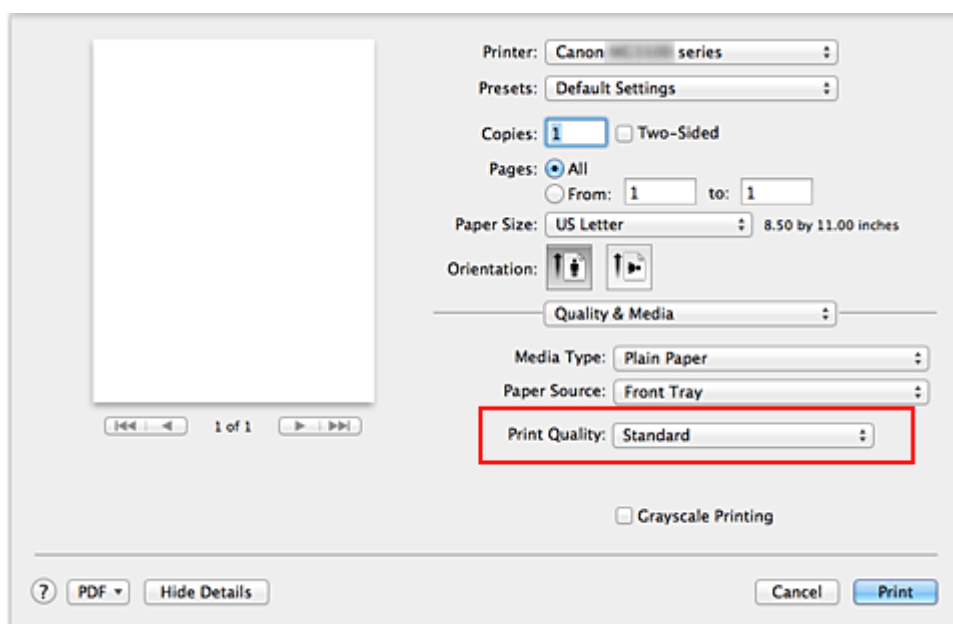 Printer: Canon series
Presets: Default Settings
Copies: 1 Two-Sided
Pages: All
From: 1 to: 1
Paper Size: US Letter 8.50 by 11.00 inches
Orientation:
Quality & Media
Media Type: Plain Paper
Paper Source: Front Tray
1 of 1
Print Quality: Standard
Grayscale Printing
? PDF Hide Details Cancel Print